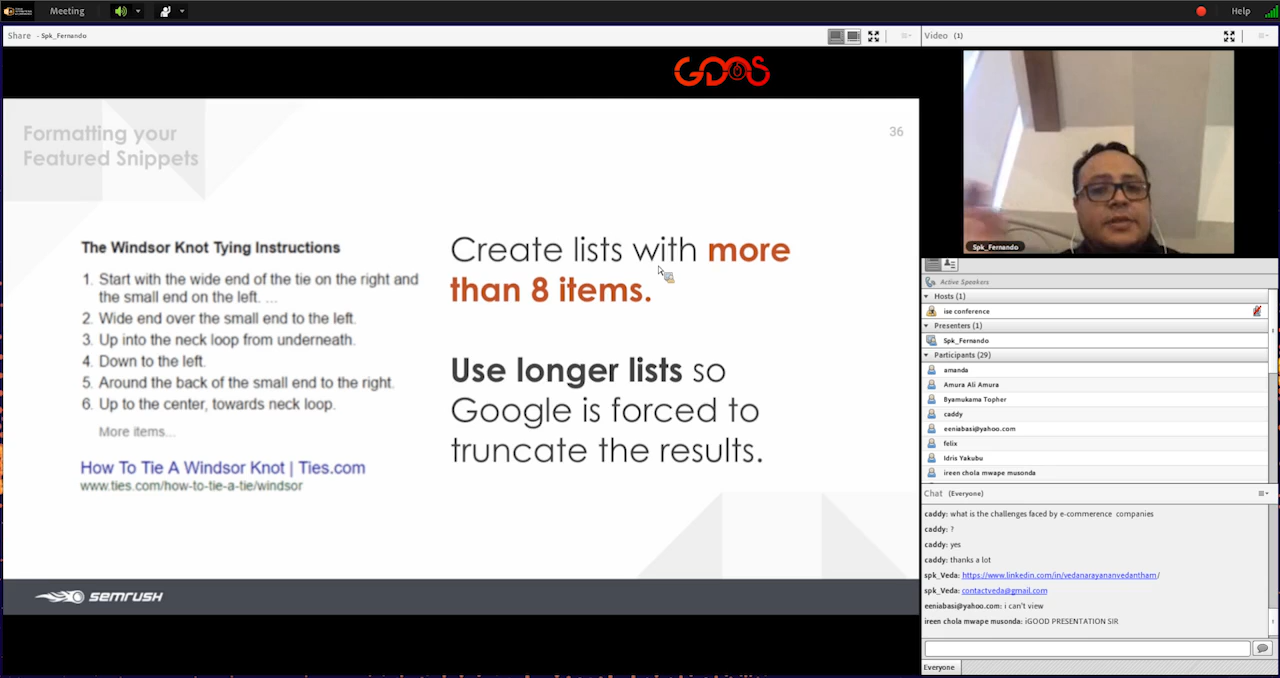 Meeting
Help
Share - Spk_Fernando
Video (1)
GDOS
Formatting your
Featured Snippets
36
The Windsor Knot Tying Instructions
1. Start with the wide end of the tie on the right and
the small end on the left. ...
2. Wide end over the small end to the left.
3. Up into the neck loop from underneath.
4. Down to the left.
5. Around the back of the small end to the right.
6. Up to the center, towards neck loop.
More items...
How To Tie A Windsor Knot | Ties.com
www.ties.com/how-to-tie-a-tie/windsor
Create lists with more
than 8 items.
Use longer lists so
Google is forced to
truncate the results.
semrush
Spk_Fernando
Active Speakers
Hosts (1)
ise conference
Presenters (1)
Spk_Fernando
Participants (29)
amanda
Amura Ali Amura
Byamukama Topher
caddy
eeniabasi@yahoo.com
felix
Idris Yakubu
ireen chola mwape musonda
Chat (Everyone)
caddy: what is the challenges faced by e-commerence companies
caddy: ?
caddy: yes
caddy: thanks a lot
spk_Veda: https://www.linkedin.com/in/vedanarayananvedantham/
spk_Veda: contactveda@gmail.com
eeniabasi@yahoo.com: i can't view
ireen chola mwape musonda: iGOOD PRESENTATION SIR
Everyone